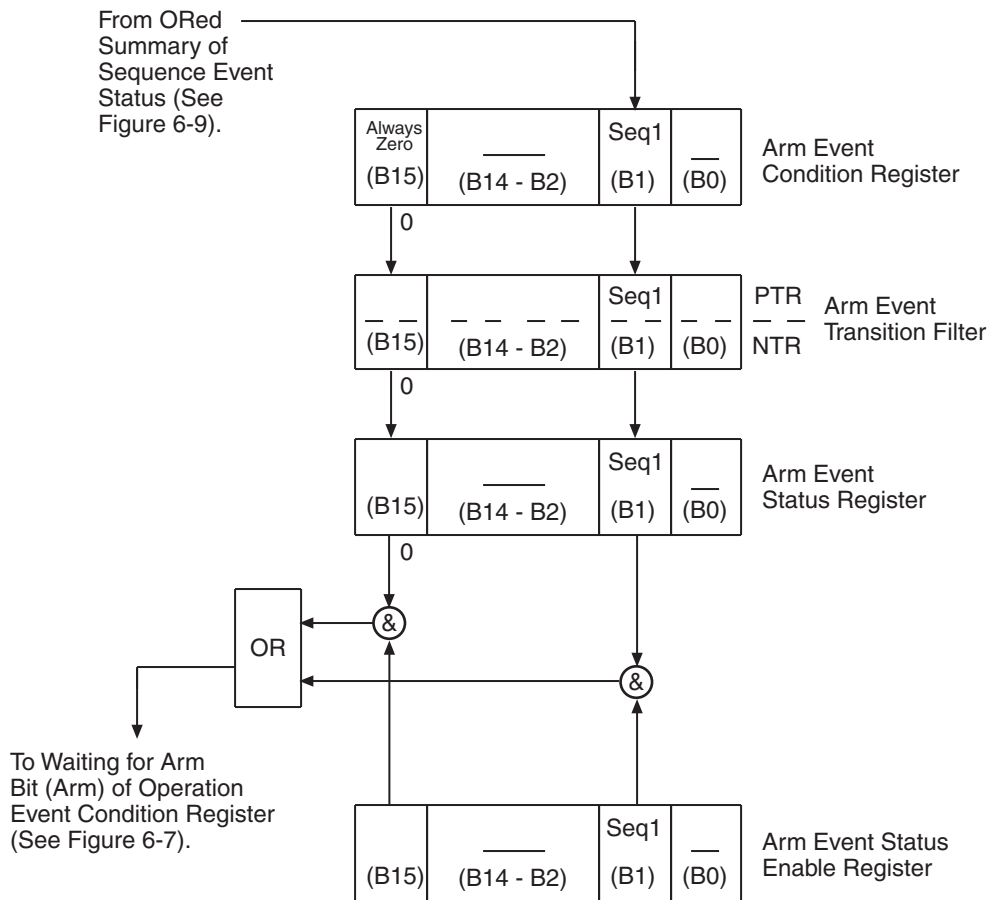 From ORed
Summary of
Sequence Event
Status (See
Figure 6-9).
Always
Zero
(B15)
(B14 - B2)
Seq1
(B1)
(B0)
Arm Event
Condition Register
0
(B15)
(B14 - B2)
Seq1
(B1)
(B0)
PTR
NTR
Arm Event
Transition Filter
0
(B15)
(B14 - B2)
Seq1
(B1)
(B0)
Arm Event
Status Register
0
&
OR
&
To Waiting for Arm
Bit (Arm) of Operation
Event Condition Register
(See Figure 6-7).
(B15)
(B14 - B2)
Seq1
(B1)
(B0)
Arm Event Status
Enable Register